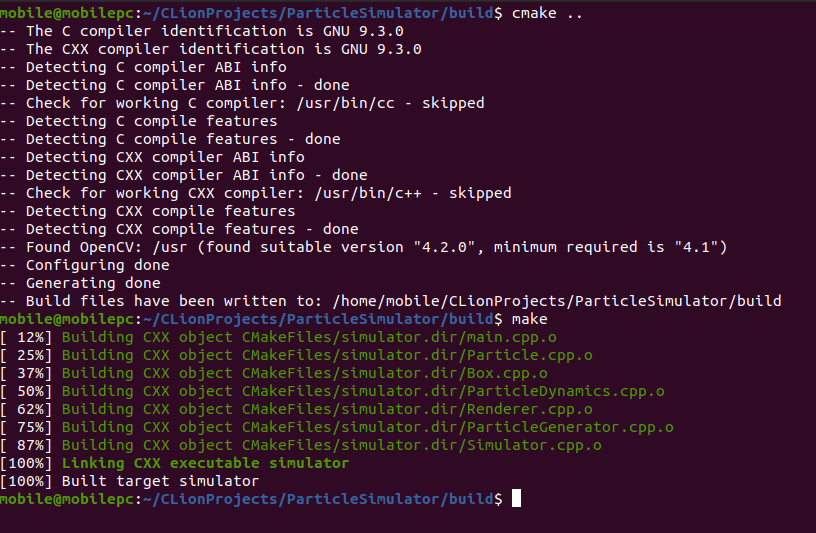 mobile@mobilepc:~/CLionProjects/ParticleSimulator/build$ cmake ..
-- The C compiler identification is GNU 9.3.0
-- The CXX compiler identification is GNU 9.3.0
-- Detecting C compiler ABI info
-- Detecting C compiler ABI info - done
-- Check for working C compiler: /usr/bin/cc - skipped
-- Detecting C compile features
-- Detecting C compile features - done
-- Detecting CXX compiler ABI info
-- Detecting CXX compiler ABI info - done
-- Check for working CXX compiler: /usr/bin/c++ - skipped
-- Detecting CXX compile features
-- Detecting CXX compile features - done
-- Found OpenCV: /usr (found suitable version "4.2.0", minimum required is "4.1")
-- Configuring done
-- Generating done
-- Build files have been written to: /home/mobile/CLionProjects/ParticleSimulator/build
mobile@mobilepc:~/CLionProjects/ParticleSimulator/build$ make
[ 12%] Building CXX object CMakeFiles/simulator.dir/main.cpp.o
[ 25%] Building CXX object CMakeFiles/simulator.dir/Particle.cpp.o
[ 37%] Building CXX object CMakeFiles/simulator.dir/Box.cpp.o
[ 50%] Building CXX object CMakeFiles/simulator.dir/ParticleDynamics.cpp.o
[ 62%] Building CXX object CMakeFiles/simulator.dir/Renderer.cpp.o
[ 75%] Building CXX object CMakeFiles/simulator.dir/ParticleGenerator.cpp.o
[ 87%] Building CXX object CMakeFiles/simulator.dir/Simulator.cpp.o
[100%] Linking CXX executable simulator
[100%] Built target simulator
mobile@mobilepc:~/CLionProjects/ParticleSimulator/build$